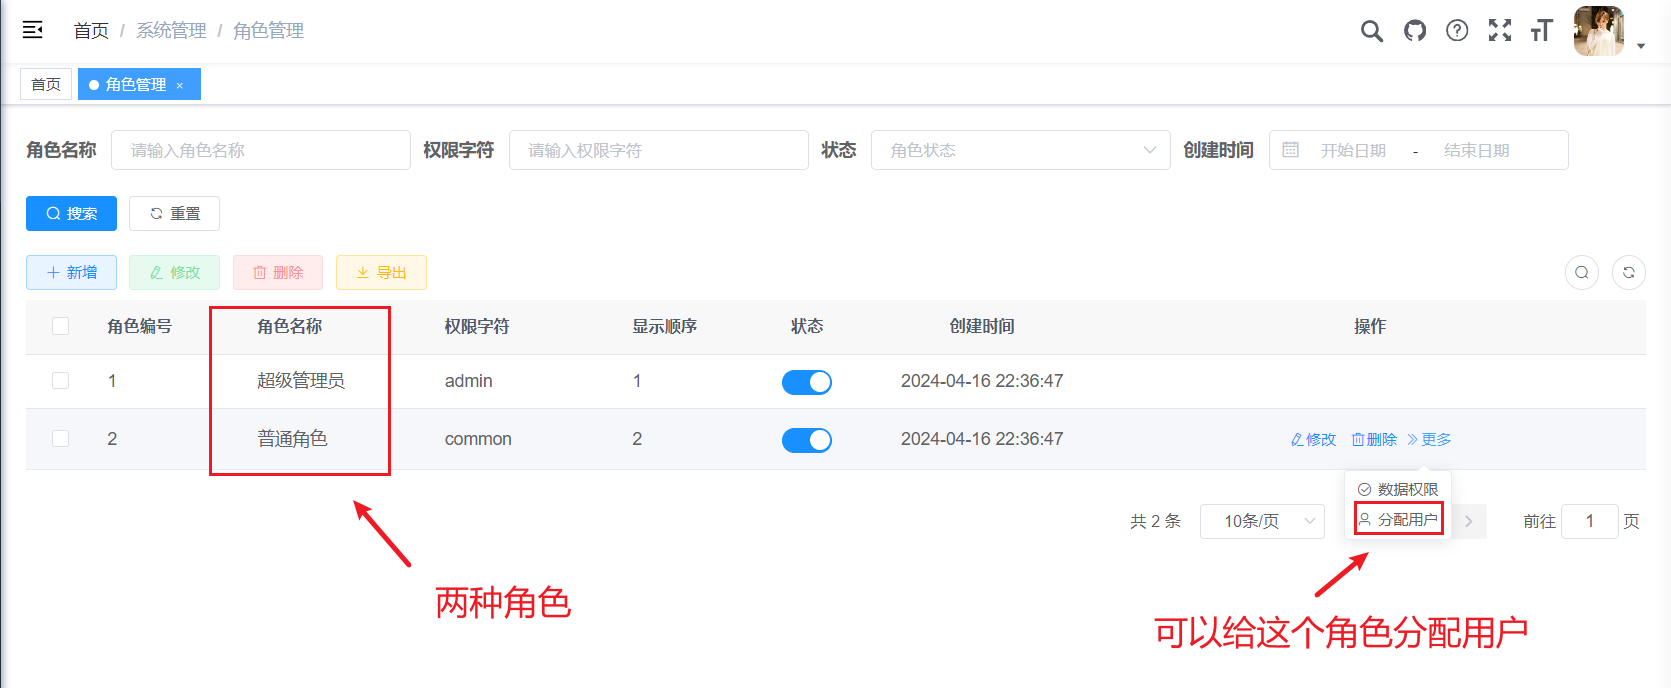 首页 / 系统管理 / 角色管理
首页 角色管理 ×
角色名称 请输入角色名称 权限字符 请输入权限字符 状态 角色状态 创建时间 开始日期 - 结束日期
搜索 重置
新增 修改 删除 导出
角色编号 角色名称 权限字符 显示顺序 状态 创建时间 操作
1 超级管理员 admin 1 2024-04-16 22:36:47
2 普通角色 common 2 2024-04-16 22:36:47 修改 删除 更多
数据权限
共 2 条 10条/页 分配用户 前往 1 页
两种角色
可以给这个角色分配用户